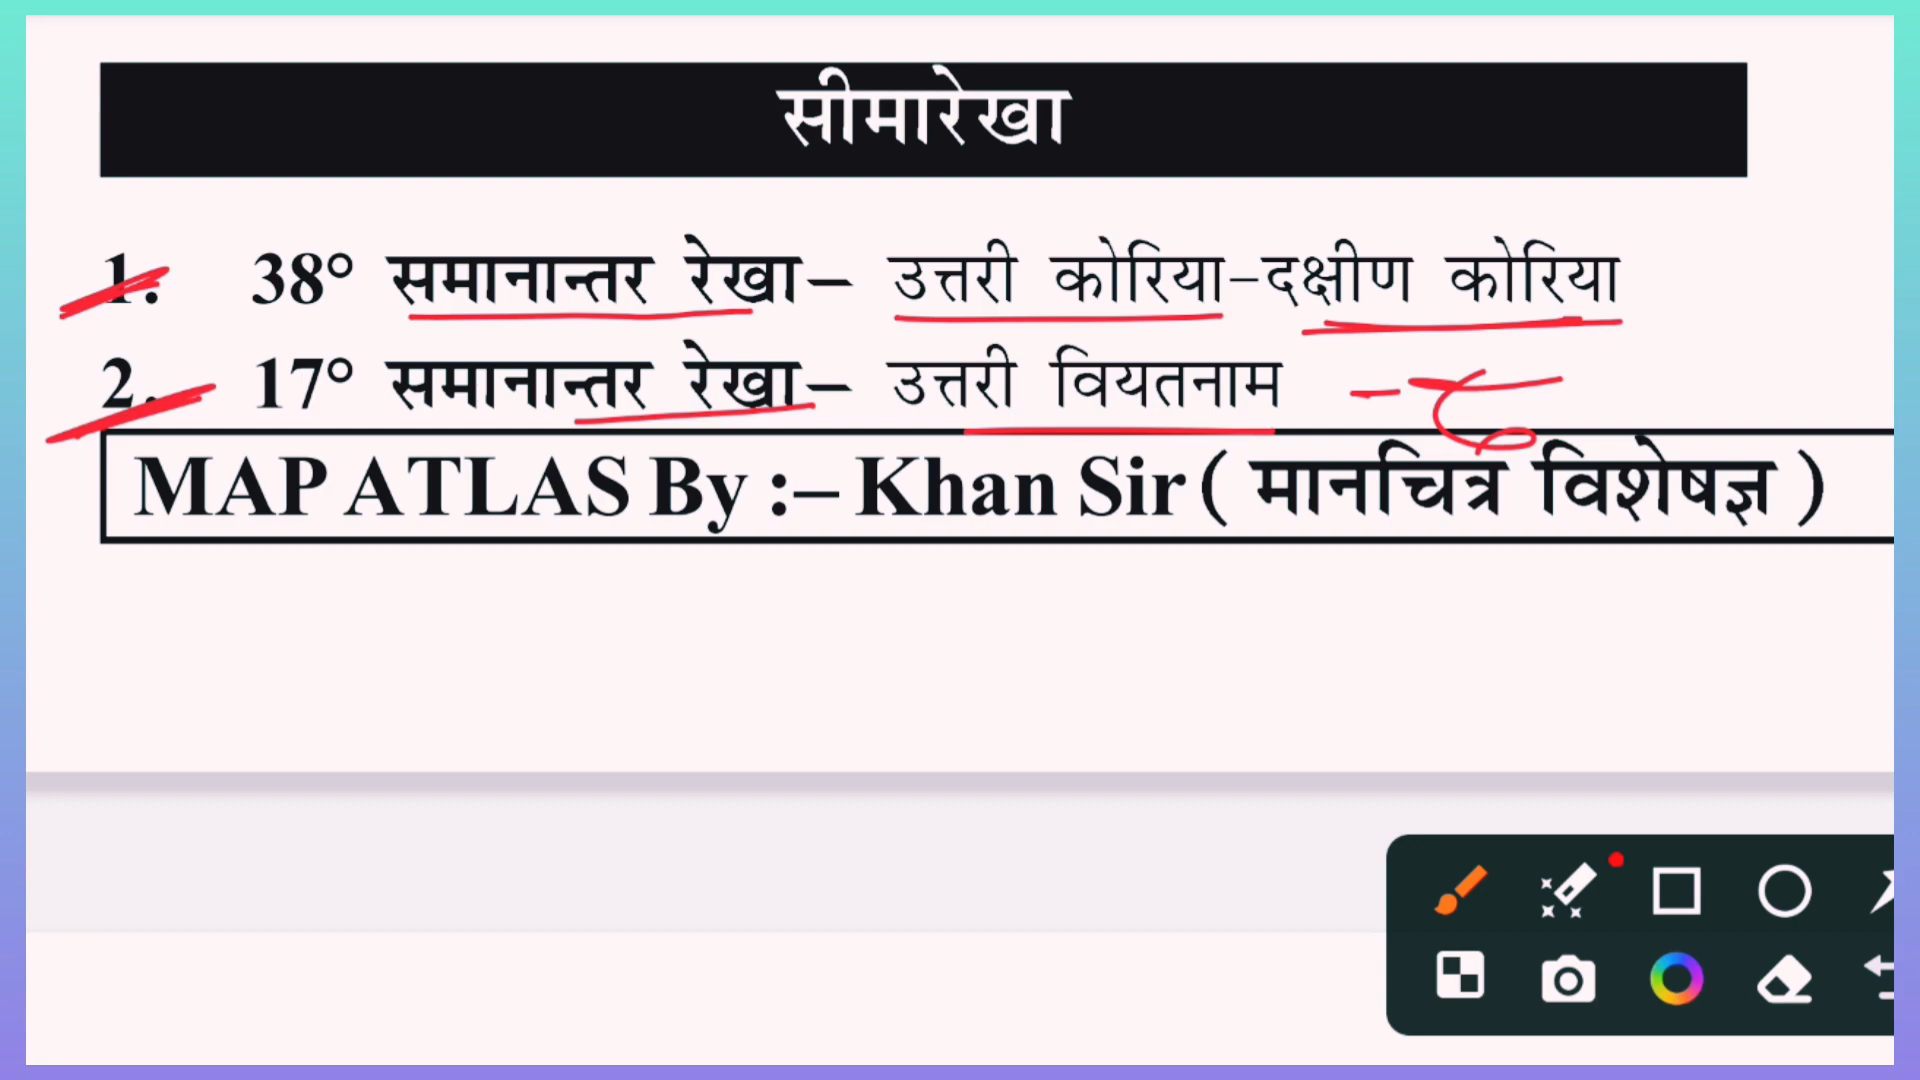 सीमारेखा
1. 38° समानान्तर रेखा– उत्तरी कोरिया-दक्षीण कोरिया
2. 17° समानान्तर रेखा– उत्तरी वियतनाम - द
MAP ATLAS By :– Khan Sir ( मानचित्र विशेषज्ञ )